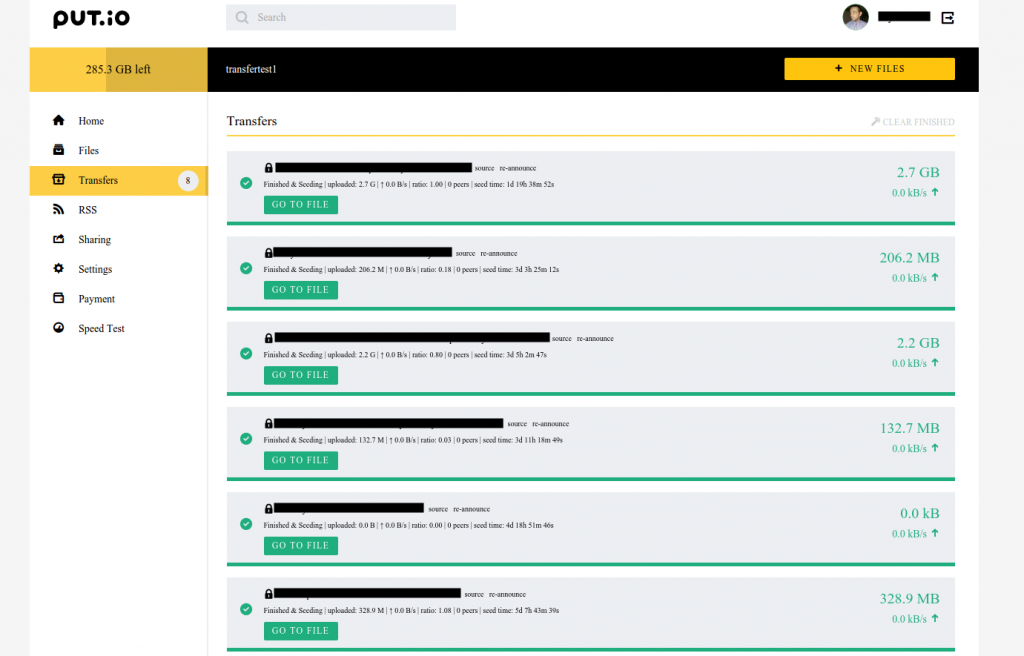 PUT.IO
Search
285.3 GB left
transfertest1
+ NEW FILES
Home
Files
Transfers 8
RSS
Sharing
Settings
Payment
Speed Test
Transfers
CLEAR FINISHED
source re-announce
Finished & Seeding | uploaded: 2.7 G | ↑ 0.0 B/s | ratio: 1.00 | 0 peers | seed time: 1d 19h 38m 52s
GO TO FILE
2.7 GB
0.0 kB/s ↑
source re-announce
Finished & Seeding | uploaded: 206.2 M | ↑ 0.0 B/s | ratio: 0.18 | 0 peers | seed time: 3d 3h 25m 12s
GO TO FILE
206.2 MB
0.0 kB/s ↑
source re-announce
Finished & Seeding | uploaded: 2.2 G | ↑ 0.0 B/s | ratio: 0.80 | 0 peers | seed time: 3d 5h 2m 47s
GO TO FILE
2.2 GB
0.0 kB/s ↑
source re-announce
Finished & Seeding | uploaded: 132.7 M | ↑ 0.0 B/s | ratio: 0.03 | 0 peers | seed time: 3d 11h 18m 49s
GO TO FILE
132.7 MB
0.0 kB/s ↑
source re-announce
Finished & Seeding | uploaded: 0.0 B | ↑ 0.0 B/s | ratio: 0.00 | 0 peers | seed time: 4d 18h 51m 46s
GO TO FILE
0.0 kB
0.0 kB/s ↑
source re-announce
Finished & Seeding | uploaded: 328.9 M | ↑ 0.0 B/s | ratio: 1.08 | 0 peers | seed time: 5d 7h 43m 39s
GO TO FILE
328.9 MB
0.0 kB/s ↑